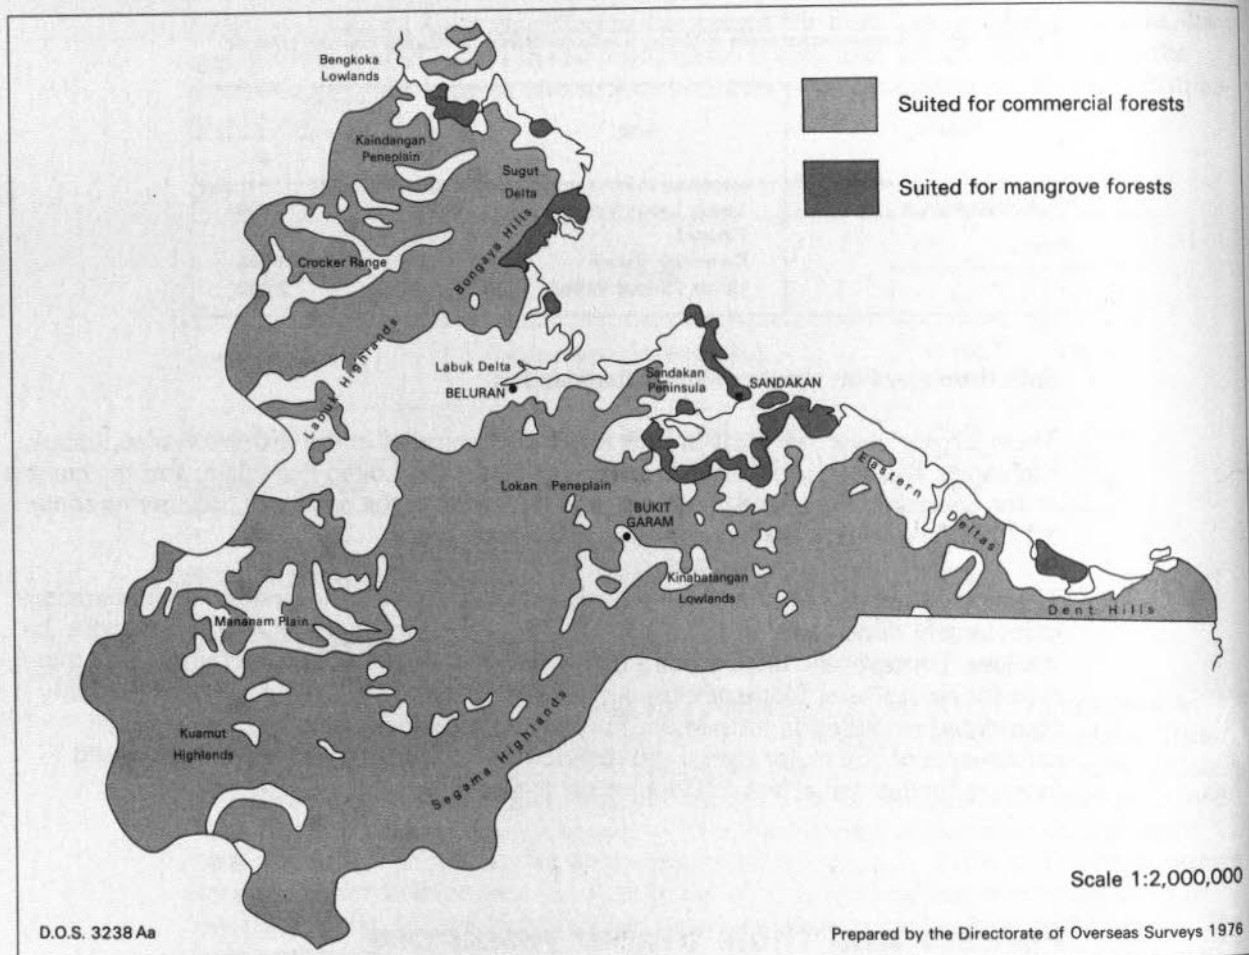 Bengkoka
Lowlands
Suited for commercial forests
Kaindangan
Peneplain
Sugut
Delta
Suited for mangrove forests
Bongaya Hills
Crocker Range
Labuk Highlands
Labuk Delta
BELURAN
Sandakan
Peninsula
SANDAKAN
Eastern Deltas
Lokan Peneplain
BUKIT
GARAM
Kinabatangan
Lowlands
Dent Hills
Mananam Plain
Kuamut
Highlands
Segama Highlands
Scale 1:2,000,000
D.O.S. 3238Aa
Prepared by the Directorate of Overseas Surveys 1976